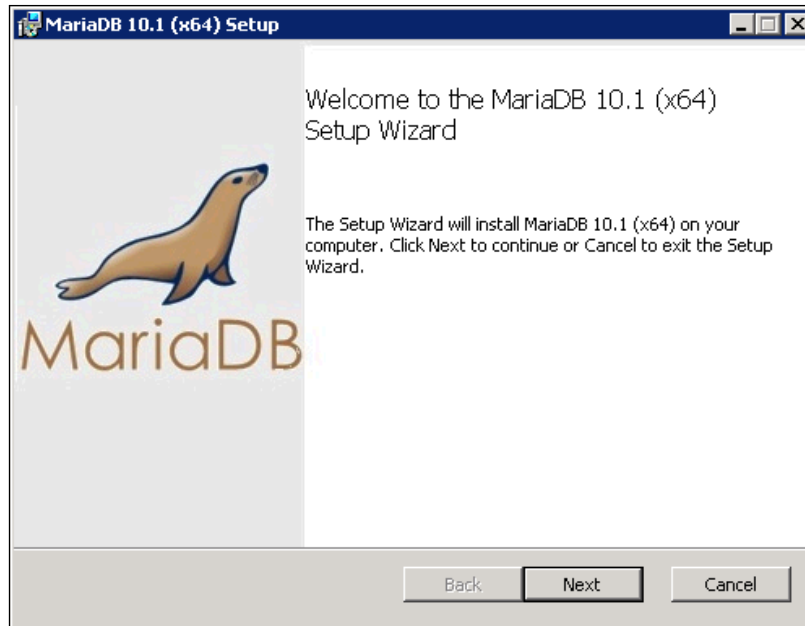 MariaDB 10.1 (x64) Setup
Welcome to the MariaDB 10.1 (x64)
Setup Wizard
The Setup Wizard will install MariaDB 10.1 (x64) on your
computer. Click Next to continue or Cancel to exit the Setup
Wizard.
MariaDB
Back Next Cancel